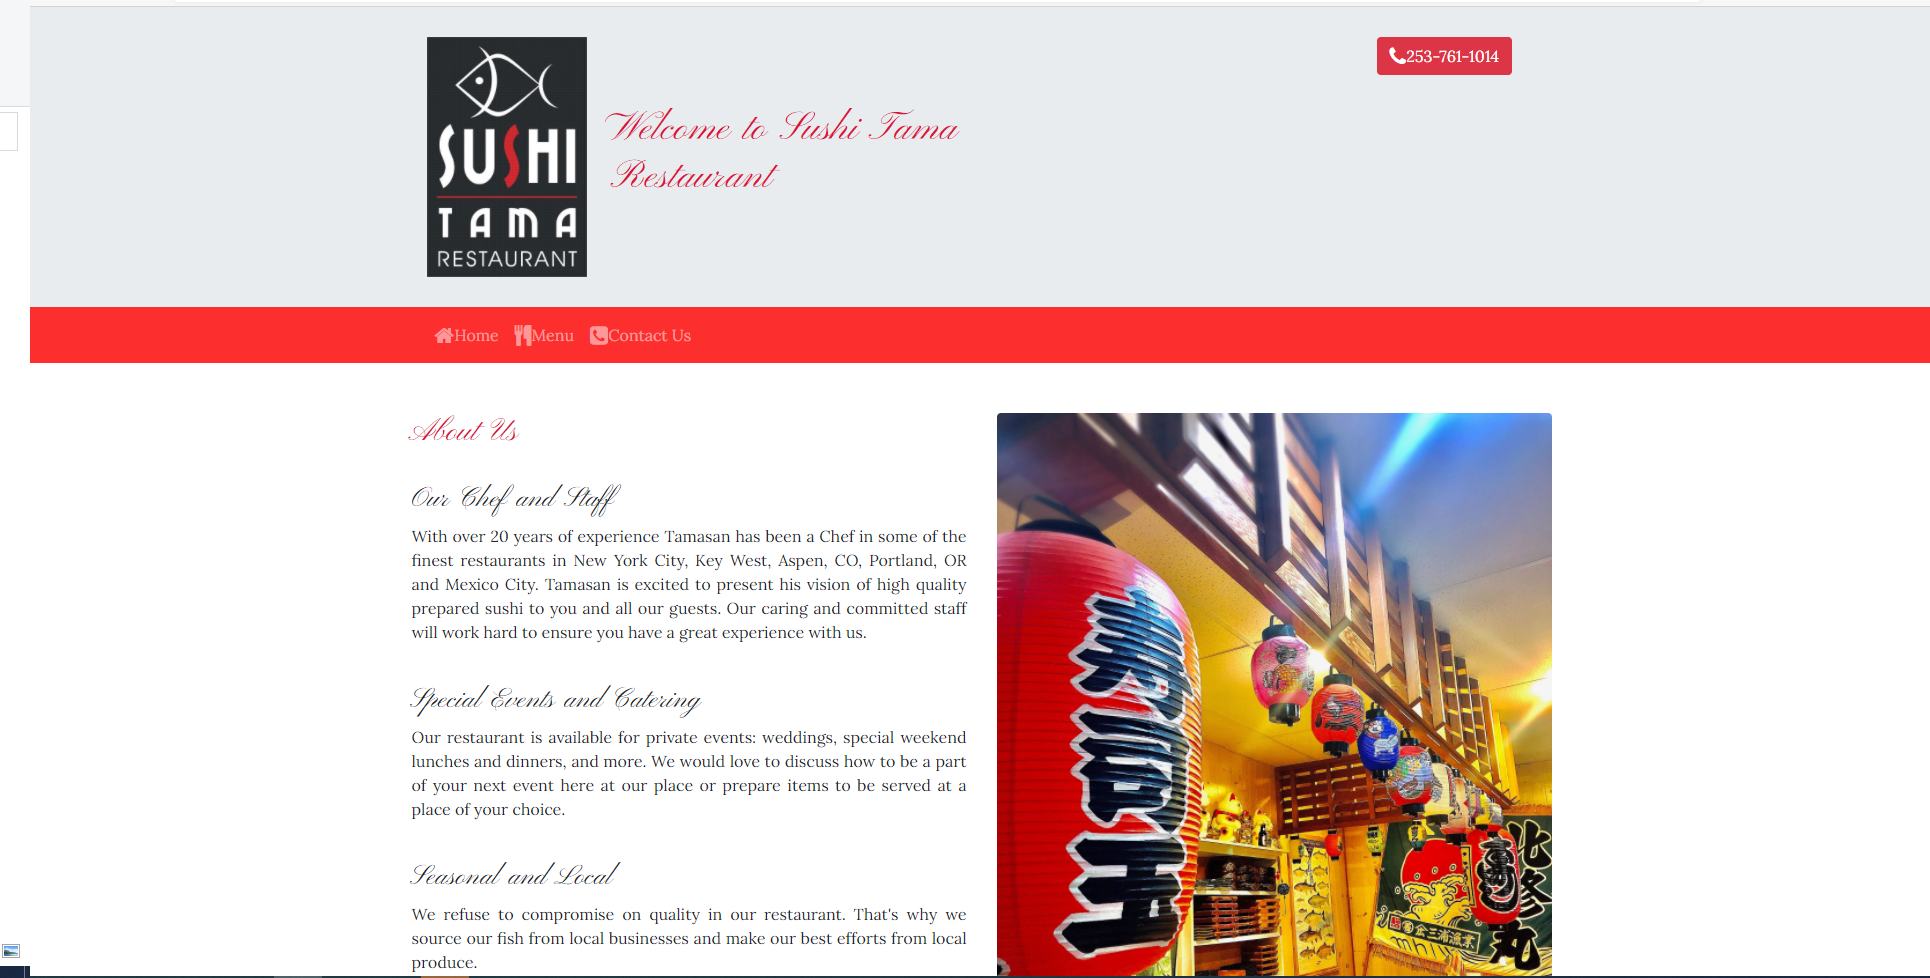 SUSHI
TAMA
RESTAURANT
Welcome to Sushi Tama
Restaurant
253-761-1014
Home Menu Contact Us
About Us
Our Chef and Staff
With over 20 years of experience Tamasan has been a Chef in some of the
finest restaurants in New York City, Key West, Aspen, CO, Portland, OR
and Mexico City. Tamasan is excited to present his vision of high quality
prepared sushi to you and all our guests. Our caring and committed staff
will work hard to ensure you have a great experience with us.
Special Events and Catering
Our restaurant is available for private events: weddings, special weekend
lunches and dinners, and more. We would love to discuss how to be a part
of your next event here at our place or prepare items to be served at a
place of your choice.
Seasonal and Local
We refuse to compromise on quality in our restaurant. That's why we
source our fish from local businesses and make our best efforts from local
produce.
北修丸